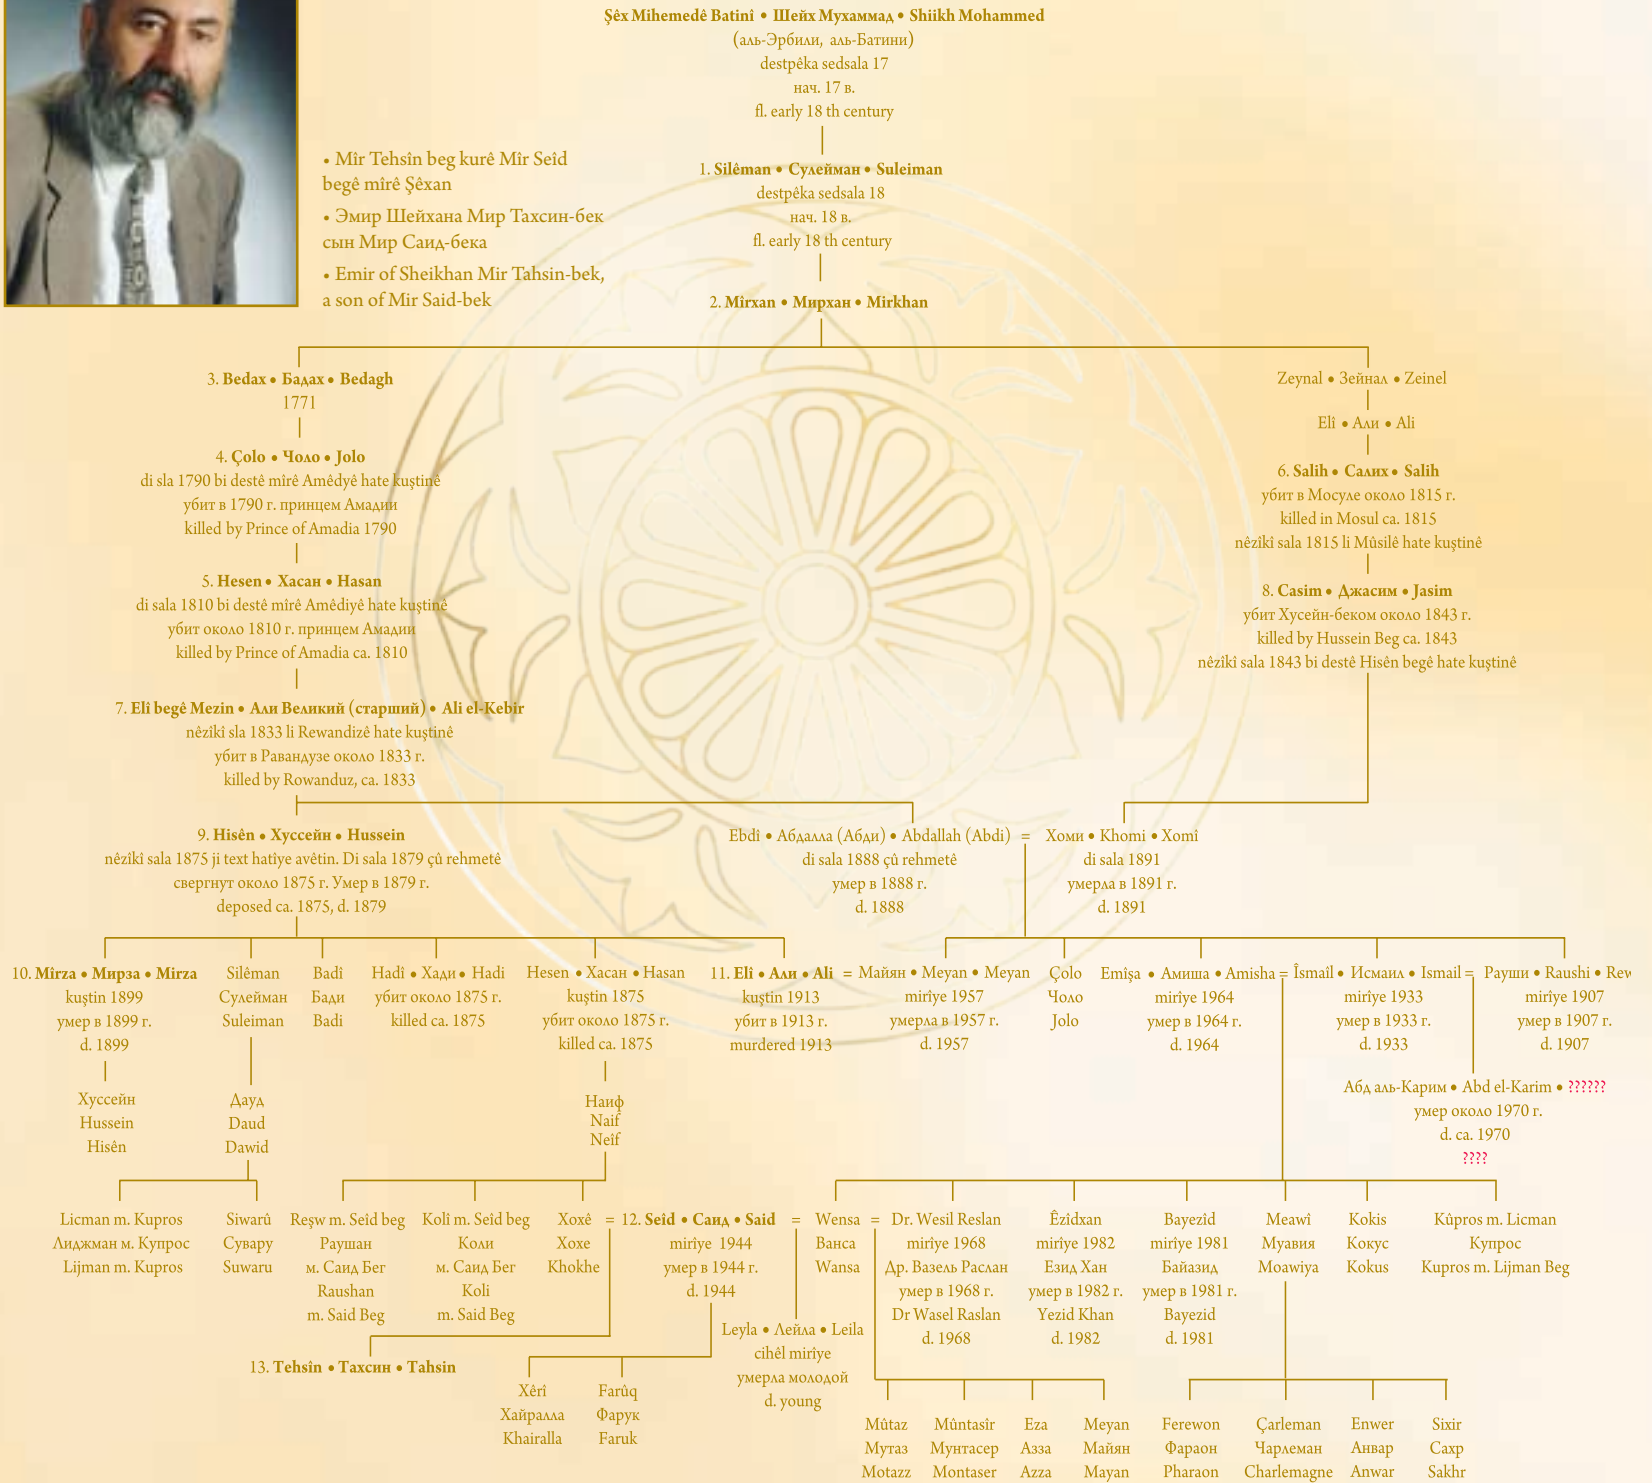 Şêx Mihemedê Batinî • Шейх Мухаммад • Shiikh Mohammed
(аль-Эрбили, аль-Батини)
destpêka sedsala 17
нач. 17 в.
fl. early 18 th century
• Mîr Tehsîn beg kurê Mîr Seîd
begê mîrê Şêxan
• Эмир Шейхана Мир Тахсин-бек
сын Мир Саид-бека
• Emir of Sheikhan Mir Tahsin-bek,
a son of Mir Said-bek
1. Silêman • Сулейман • Suleiman
destpêka sedsala 18
нач. 18 в.
fl. early 18 th century
2. Mîrxan • Мирхан • Mirkhan
3. Bedax • Бадах • Bedagh
1771
4. Çolo • Чоло • Jolo
di sla 1790 bi destê mîrê Amêdyê hate kuştinê
убит в 1790 г. принцем Амадии
killed by Prince of Amadia 1790
5. Hesen • Хасан • Hasan
di sala 1810 bi destê mîrê Amêdiyê hate kuştinê
убит около 1810 г. принцем Амадии
killed by Prince of Amadia ca. 1810
7. Elî begê Mezin • Али Великий (старший) • Ali el-Kebir
nêzîkî sla 1833 li Rewandizê hate kuştinê
убит в Равандузе около 1833 г.
killed by Rowanduz, ca. 1833
Zeynal • Зейнал • Zeinel
Elî • Али • Ali
6. Salih • Салих • Salih
убит в Мосуле около 1815 г.
killed in Mosul ca. 1815
nêzîkî sala 1815 li Mûsilê hate kuştinê
8. Casim • Джасим • Jasim
убит Хусейн-беком около 1843 г.
killed by Hussein Beg ca. 1843
nêzîkî sala 1843 bi destê Hisên begê hate kuştinê
9. Hisên • Хуссейн • Hussein
nêzîkî sala 1875 ji text hatîye avêtin. Di sala 1879 çû rehmetê
свергнут около 1875 г. Умер в 1879 г.
deposed ca. 1875, d. 1879
Ebdî • Абдалла (Абди) • Abdallah (Abdi) =
di sala 1888 çû rehmetê
умер в 1888 г.
d. 1888
Хоми • Khomi • Xomî
di sala 1891
умерла в 1891 г.
d. 1891
10. Mîrza • Мирза • Mirza
kuştin 1899
умер в 1899 г.
d. 1899
Silêman
Сулейман
Suleiman
Badî
Бади
Badi
Hadî • Хади • Hadi
убит около 1875 г.
killed ca. 1875
Hesen • Хасан • Hasan
kuştin 1875
убит около 1875 г.
killed ca. 1875
11. Elî • Али • Ali =
kuştin 1913
убит в 1913 г.
murdered 1913
Майян • Meyan • Meyan
mirîye 1957
умерла в 1957 г.
d. 1957
Çolo
Чоло
Jolo
Emîşa • Амиша • Amisha =
mirîye 1964
умер в 1964 г.
d. 1964
Îsmaîl • Исмаил • Ismail =
mirîye 1933
умер в 1933 г.
d. 1933
Рауши • Raushi •
mirîye 1907
умер в 1907 г.
d. 1907
Хуссейн
Hussein
Hisên
Дауд
Daud
Dawid
Наиф
Naif
Neîf
Абд аль-Карим • Abd el-Karim • ??????
умер около 1970 г.
d. ca. 1970
????
Licman m. Kupros
Лиджман м. Купрос
Lijman m. Kupros
Siwarû
Сувару
Suwaru
Reşw m. Seîd beg
Раушан
м. Саид Бег
Raushan
m. Said Beg
Kolî m. Seîd beg
Коли
м. Саид Бег
Koli
m. Said Beg
Xoxê =
Хохе
Khokhe
12. Seîd • Саид • Said =
mirîye 1944
умер в 1944 г.
d. 1944
Wensa =
Ванса
Wansa
Dr. Wesil Reslan
mirîye 1968
Др. Вазель Раслан
умер в 1968 г.
Dr Wasel Raslan
d. 1968
Êzîdxan
mirîye 1982
Езид Хан
умер в 1982 г.
Yezid Khan
d. 1982
Bayezîd
mirîye 1981
Байазид
умер в 1981 г.
Bayezid
d. 1981
Meawî
Муавия
Moawiya
Kokis
Кокус
Kokus
Kûpros m. Licman
Купрос
Kupros m. Lijman Beg
Leyla • Лейла • Leila
cihêl mirîye
умерла молодой
d. young
13. Tehsîn • Тахсин • Tahsin
Xêrî
Хайралла
Khairalla
Farûq
Фарук
Faruk
Mûtaz
Мутаз
Motazz
Mûntasîr
Мунтасер
Montaser
Eza
Азза
Azza
Meyan
Майян
Mayan
Ferewon
Фараон
Pharaon
Çarleman
Чарлеман
Charlemagne
Enwer
Анвар
Anwar
Sixir
Сахр
Sakhr